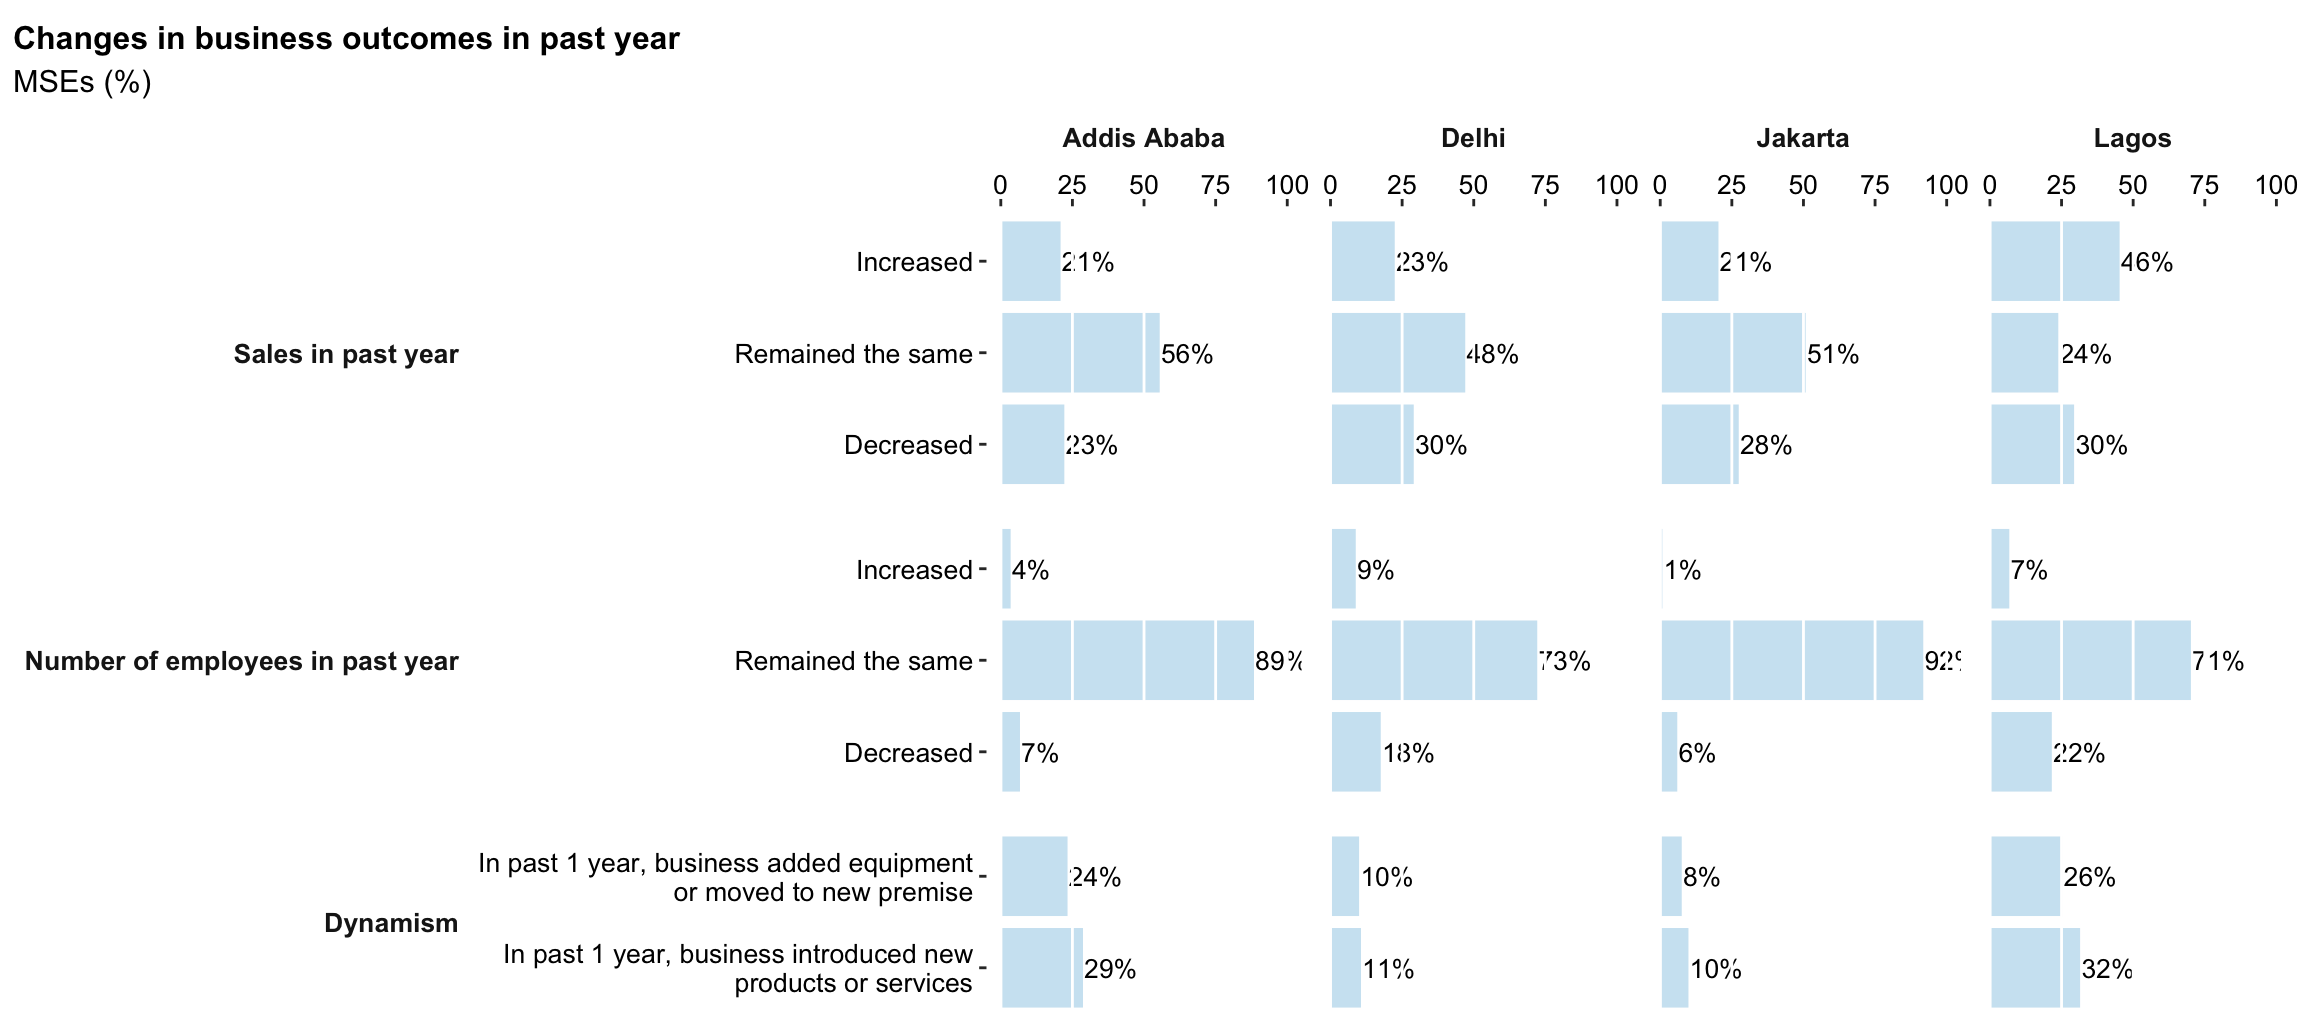 Changes in business outcomes in past year
MSEs (%)
Addis Ababa Delhi Jakarta Lagos
0 25 50 75 100 0 25 50 75 100 0 25 50 75 100 0 25 50 75 100
Increased 21% 23% 21% 46%
Sales in past year Remained the same 56% 48% 51% 24%
Decreased 23% 30% 28% 30%
Increased 4% 9% 1% 7%
Number of employees in past year Remained the same 89% 73% 92% 71%
Decreased 7% 18% 6% 22%
In past 1 year, business added equipment
or moved to new premise
24% 10% 8% 26%
Dynamism
In past 1 year, business introduced new
products or services
29% 11% 10% 32%